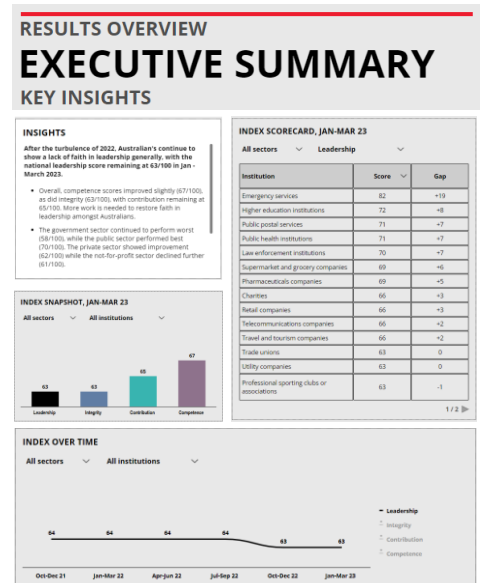 RESULTS OVERVIEW
EXECUTIVE SUMMARY
KEY INSIGHTS
INSIGHTS
After the turbulence of 2022, Australian's continue to
show a lack of faith in leadership generally, with the
national leadership score remaining at 63/100 in Jan -
March 2023.
• Overall, competence scores improved slightly (67/100),
as did integrity (63/100), with contribution remaining at
65/100. More work is needed to restore faith in
leadership amongst Australians.
• The government sector continued to perform worst
(58/100), while the public sector performed best
(70/100). The private sector showed improvement
(62/100) while the not-for-profit sector declined further
(61/100).
INDEX SNAPSHOT, JAN-MAR 23
All sectors All institutions
63 63 65 67
Leadership Integrity Contribution Competence
INDEX SCORECARD, JAN-MAR 23
All sectors Leadership
Institution Score Gap
Emergency services 82 +19
Higher education institutions 72 +8
Public postal services 71 +7
Public health institutions 71 +7
Law enforcement institutions 70 +7
Supermarket and grocery companies 69 +6
Pharmaceuticals companies 69 +5
Charities 66 +3
Retail companies 66 +3
Telecommunications companies 66 +2
Travel and tourism companies 66 +2
Trade unions 63 0
Utility companies 63 0
Professional sporting clubs or
associations 63 -1
1 / 2
INDEX OVER TIME
All sectors All institutions
64 64 64 64 63 63
Oct-Dec 21 Jan-Mar 22 Apr-Jun 22 Jul-Sep 22 Oct-Dec 22 Jan-Mar 23
Leadership
Integrity
Contribution
Competence